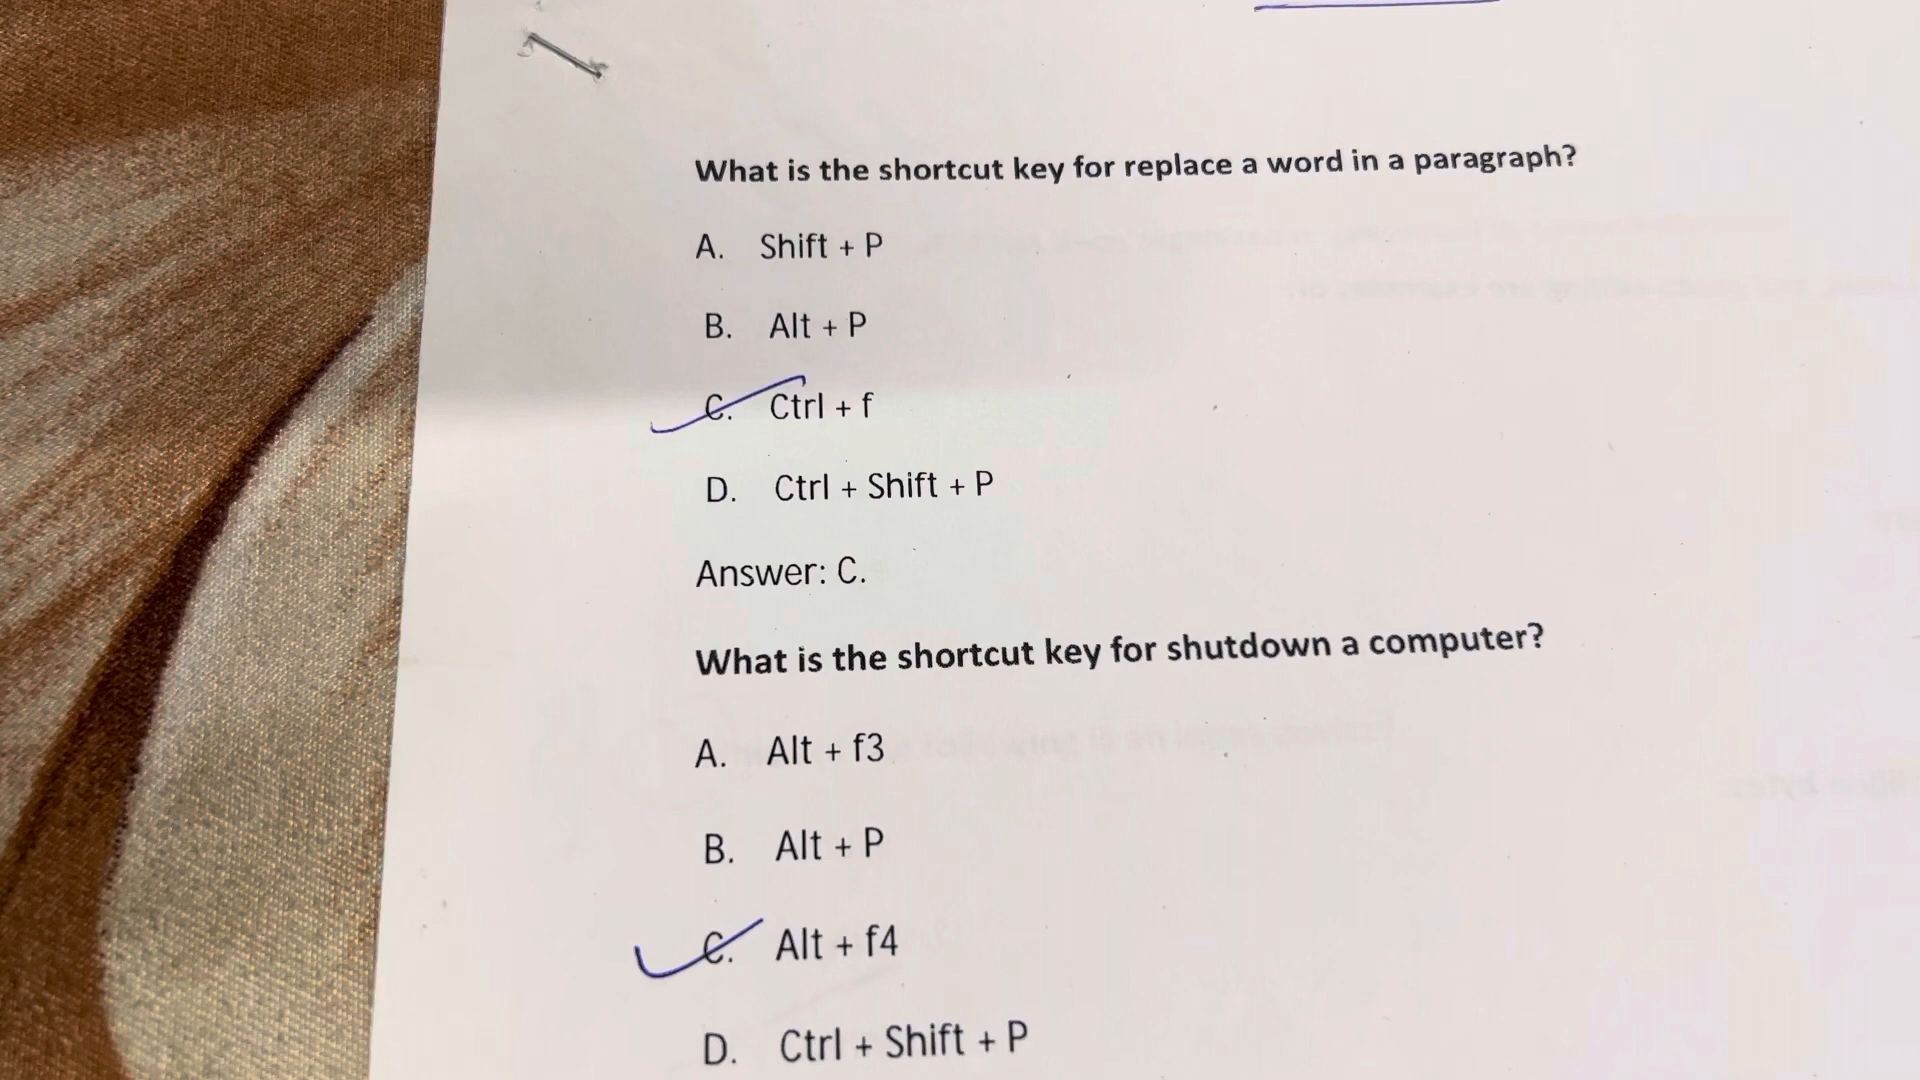 What is the shortcut key for replace a word in a paragraph?
A. Shift + P
B. Alt + P
C. Ctrl + f
D. Ctrl + Shift + P
Answer: C.
What is the shortcut key for shutdown a computer?
A. Alt + f3
B. Alt + P
C. Alt + f4
D. Ctrl + Shift + P